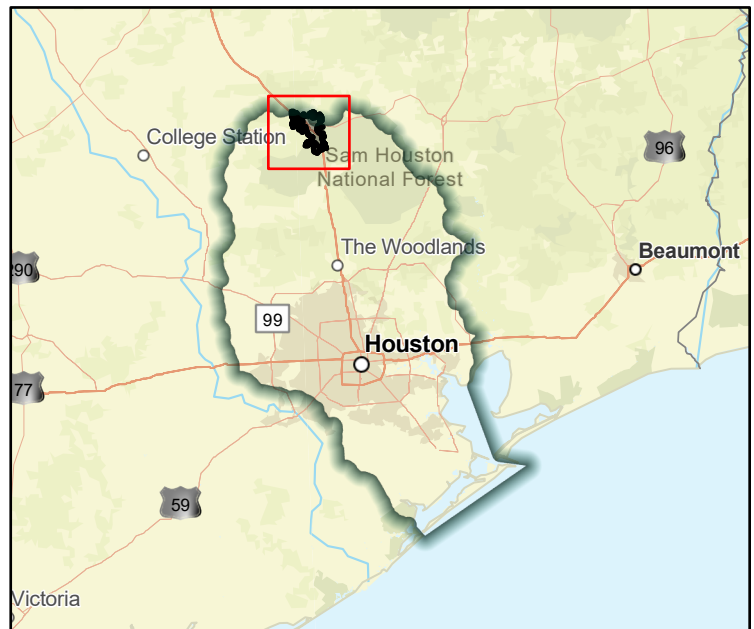 College Station
Sam Houston
National Forest
96
The Woodlands
Beaumont
290
99
Houston
77
59
Victoria